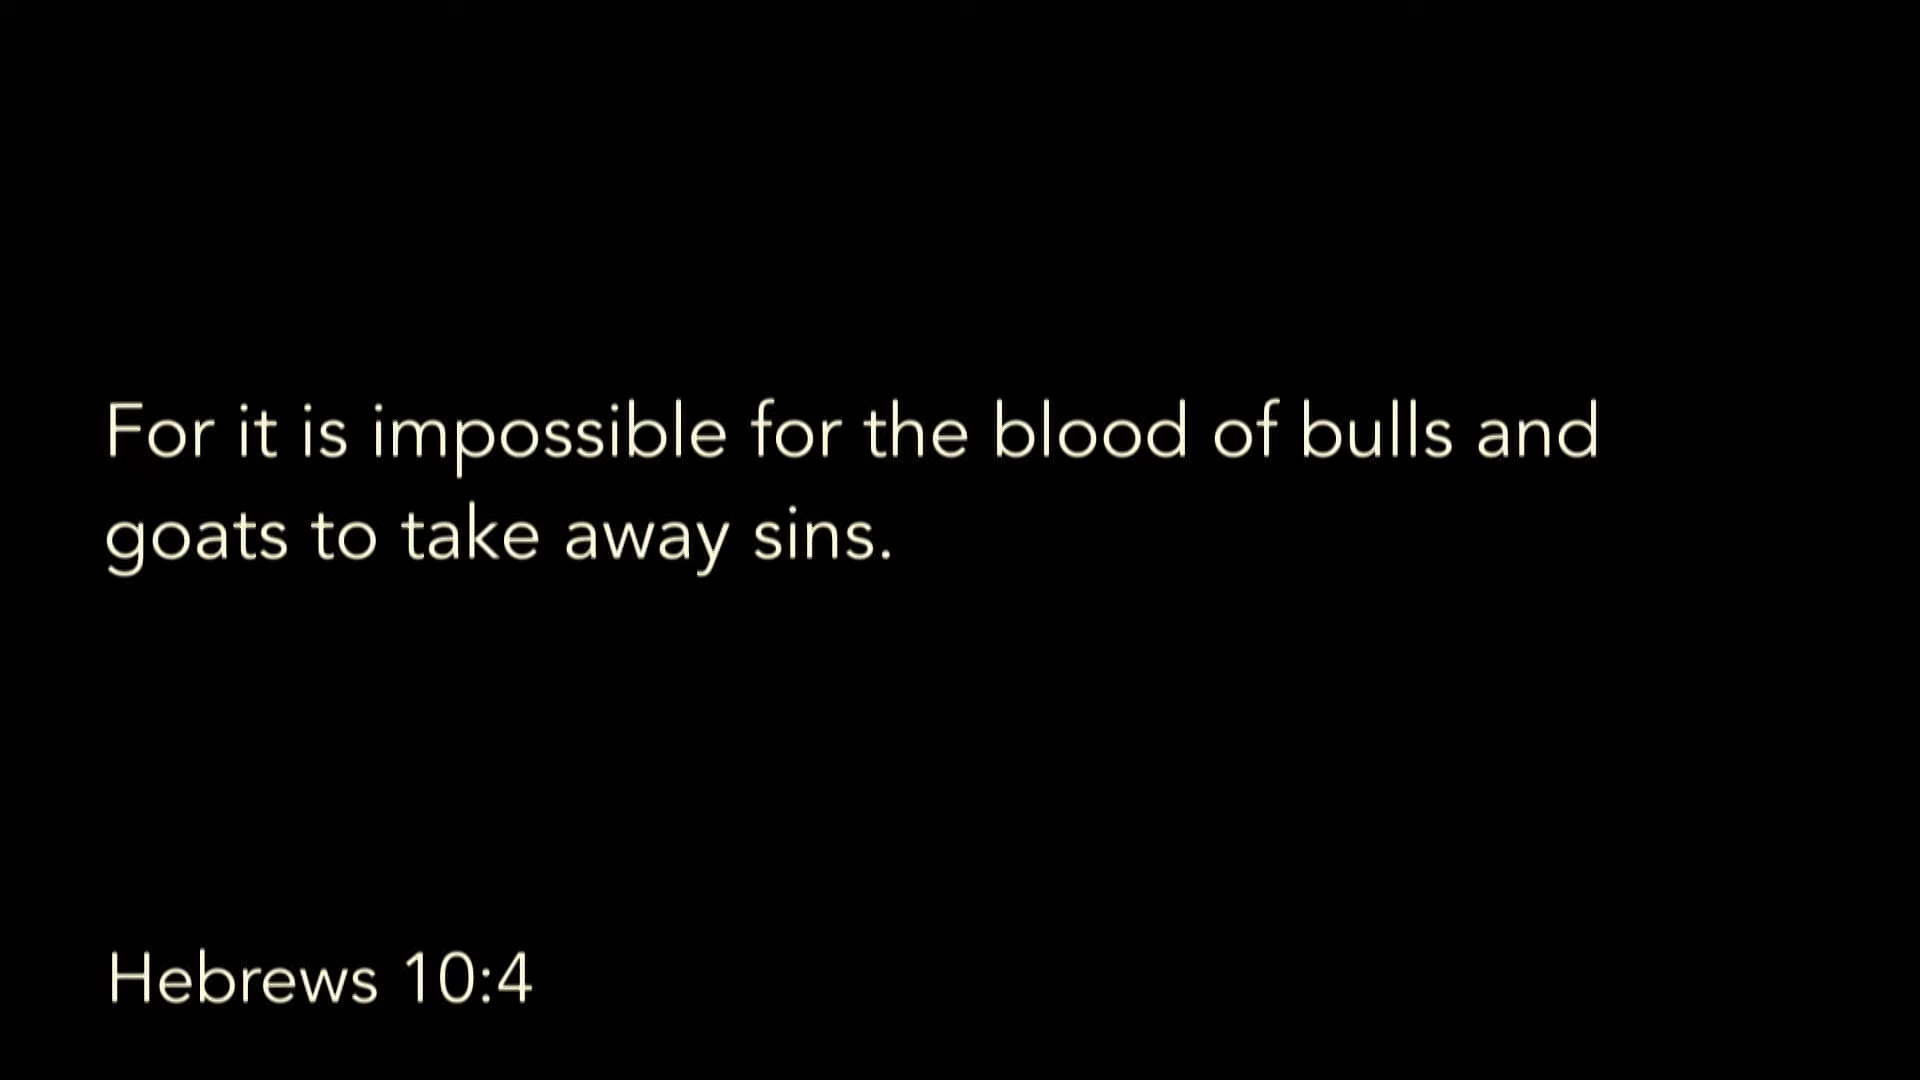 For it is impossible for the blood of bulls and
goats to take away sins.
Hebrews 10:4